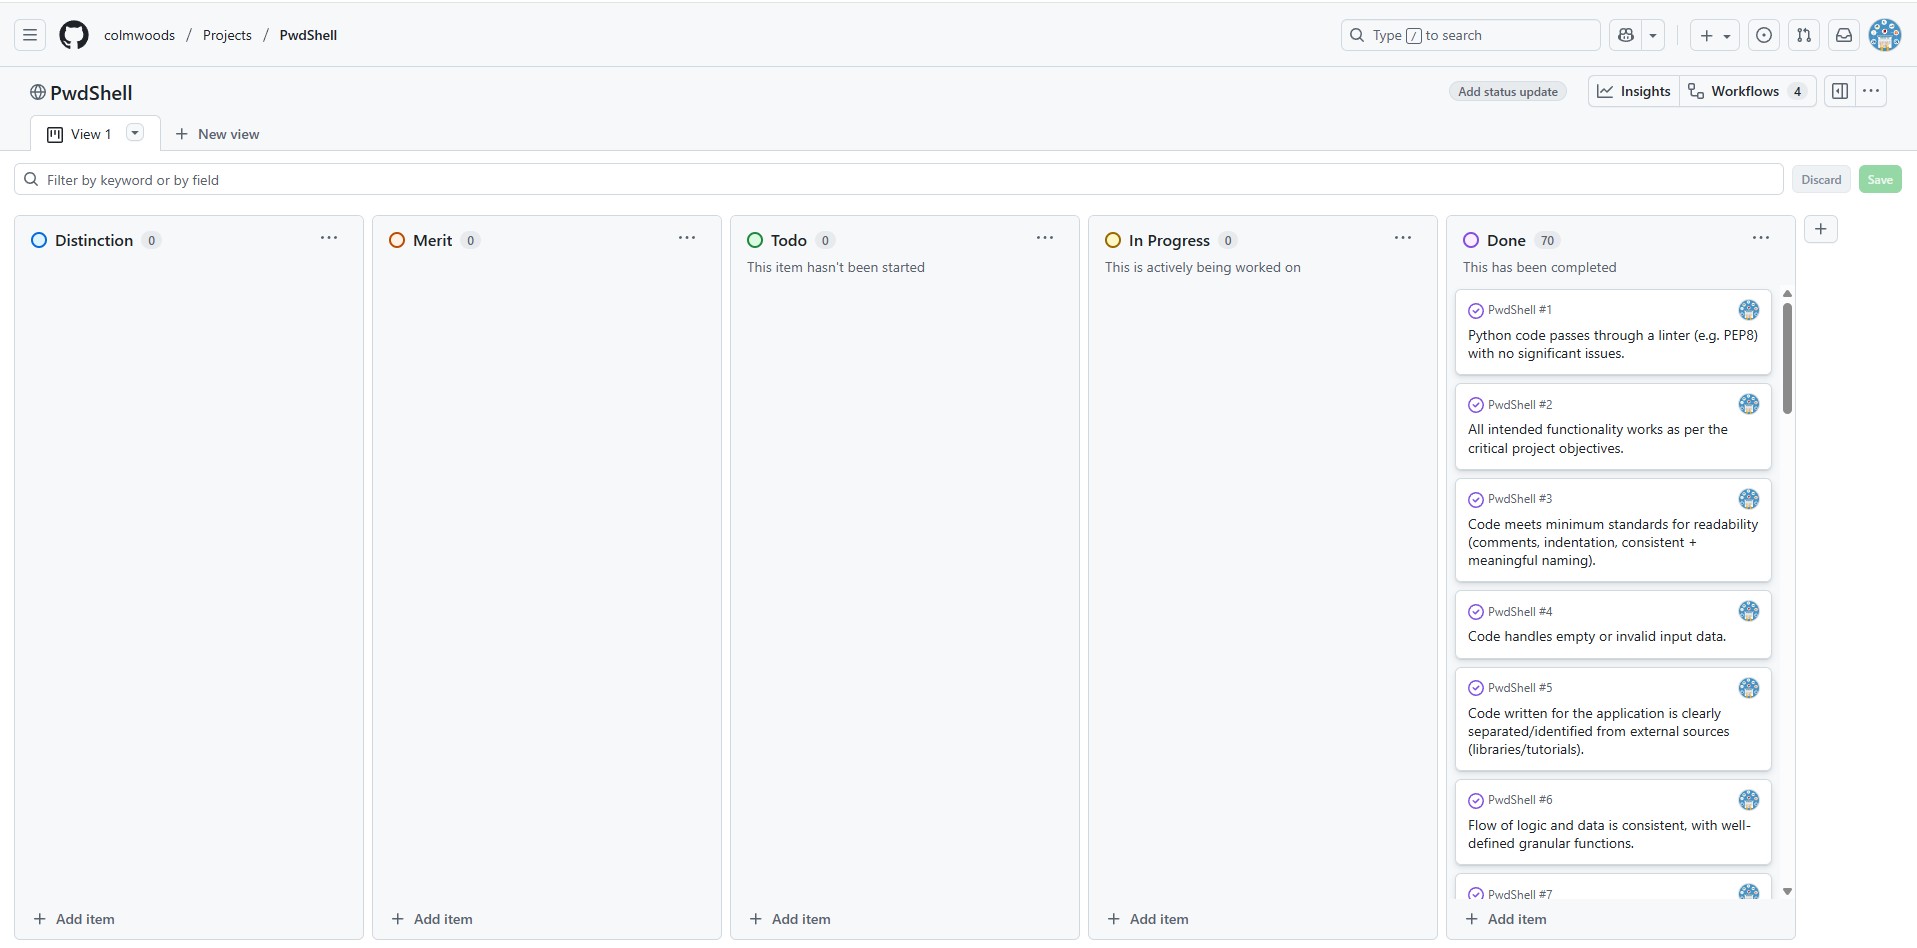 colmwoods / Projects / PwdShell
Type / to search
PwdShell
Add status update
Insights
Workflows 4
View 1
New view
Filter by keyword or by field
Discard
Save
Distinction 0
Merit 0
Todo 0
This item hasn't been started
In Progress 0
This is actively being worked on
Done 70
This has been completed
PwdShell #1
Python code passes through a linter (e.g. PEP8)
with no significant issues.
PwdShell #2
All intended functionality works as per the
critical project objectives.
PwdShell #3
Code meets minimum standards for readability
(comments, indentation, consistent +
meaningful naming).
PwdShell #4
Code handles empty or invalid input data.
PwdShell #5
Code written for the application is clearly
separated/identified from external sources
(libraries/tutorials).
PwdShell #6
Flow of logic and data is consistent, with well-
defined granular functions.
PwdShell #7
Add item
Add item
Add item
Add item
Add item